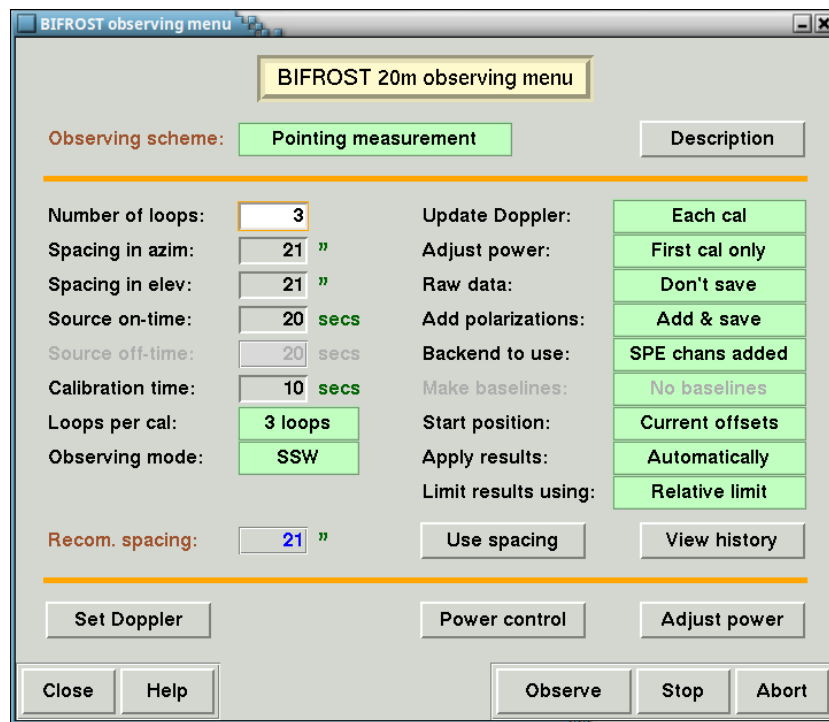 BIFROST observing menu
BIFROST 20m observing menu
Observing scheme: Pointing measurement Description
Number of loops: 3 Update Doppler: Each cal
Spacing in azim: 21 " Adjust power: First cal only
Spacing in elev: 21 " Raw data: Don't save
Source on-time: 20 secs Add polarizations: Add & save
Source off-time: 20 secs Backend to use: SPE chans added
Calibration time: 10 secs Make baselines: No baselines
Loops per cal: 3 loops Start position: Current offsets
Observing mode: SSW Apply results: Automatically
Limit results using: Relative limit
Recom. spacing: 21 " Use spacing View history
Set Doppler Power control Adjust power
Close Help Observe Stop Abort